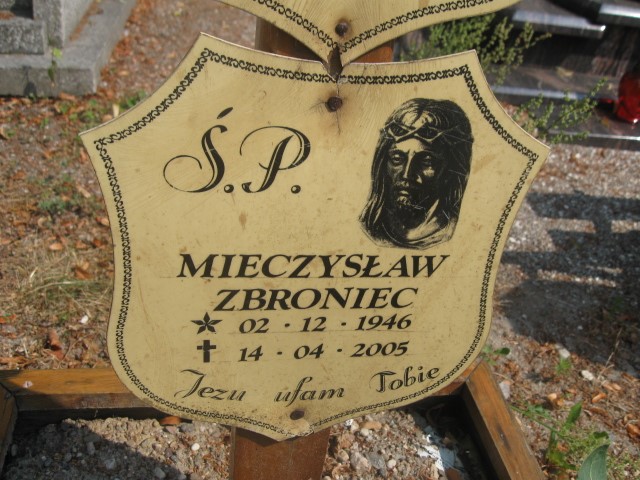 Ś.P.
MIECZYSŁAW
ZBRONIEC
02 · 12 · 1946
14 · 04 · 2005
Jezu ufam Tobie